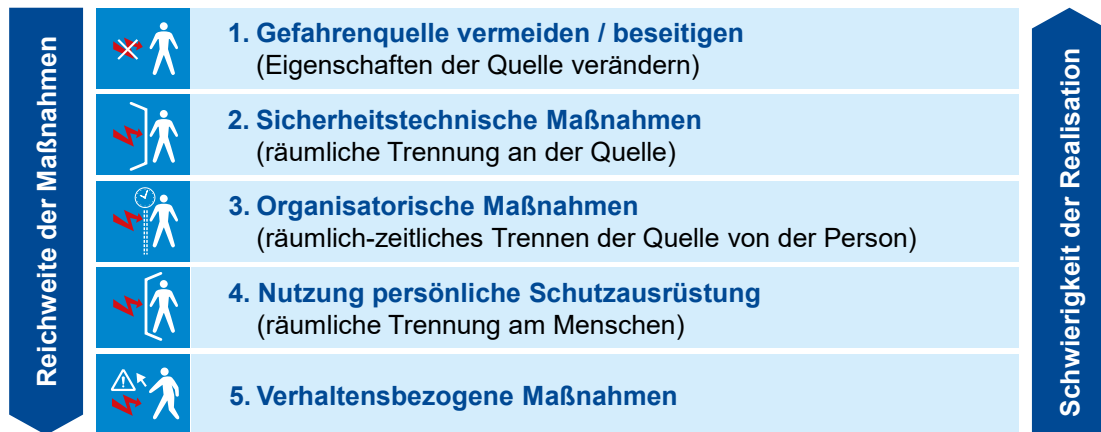 Reichweite der Maßnahmen
1. Gefahrenquelle vermeiden / beseitigen
(Eigenschaften der Quelle verändern)
2. Sicherheitstechnische Maßnahmen
(räumliche Trennung an der Quelle)
3. Organisatorische Maßnahmen
(räumlich-zeitliches Trennen der Quelle von der Person)
4. Nutzung persönliche Schutzausrüstung
(räumliche Trennung am Menschen)
5. Verhaltensbezogene Maßnahmen
Schwierigkeit der Realisation